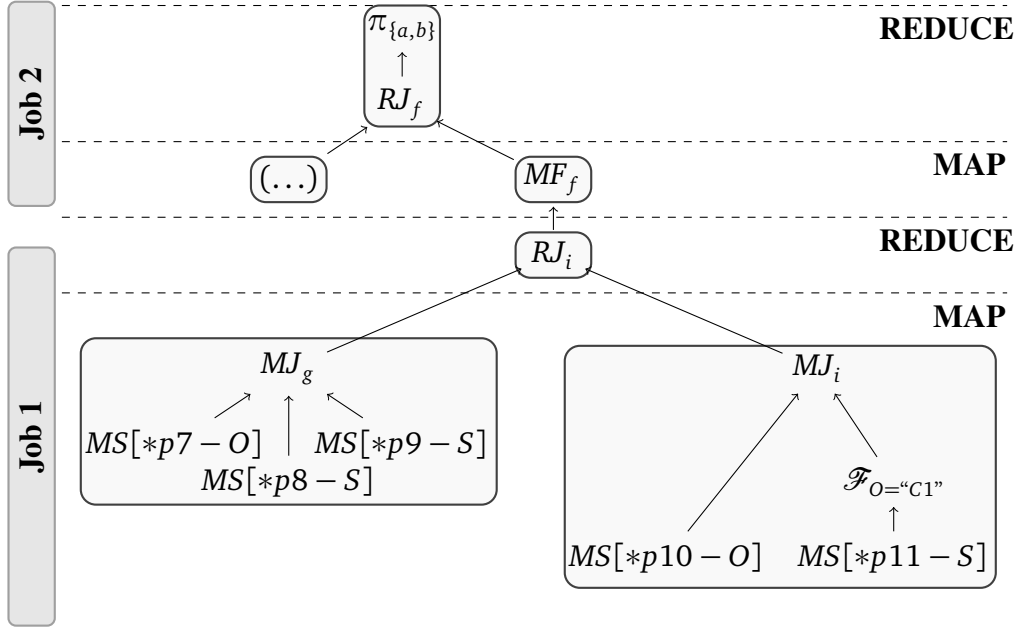 Job 2
π{a,b}
REDUCE
RJf
(...)
MFf
MAP
REDUCE
RJi
MAP
Job 1
MJg
MJi
MS[∗p7 − O]
MS[∗p9 − S]
MS[∗p8 − S]
ℱO=“C1”
MS[∗p10 − O]
MS[∗p11 − S]